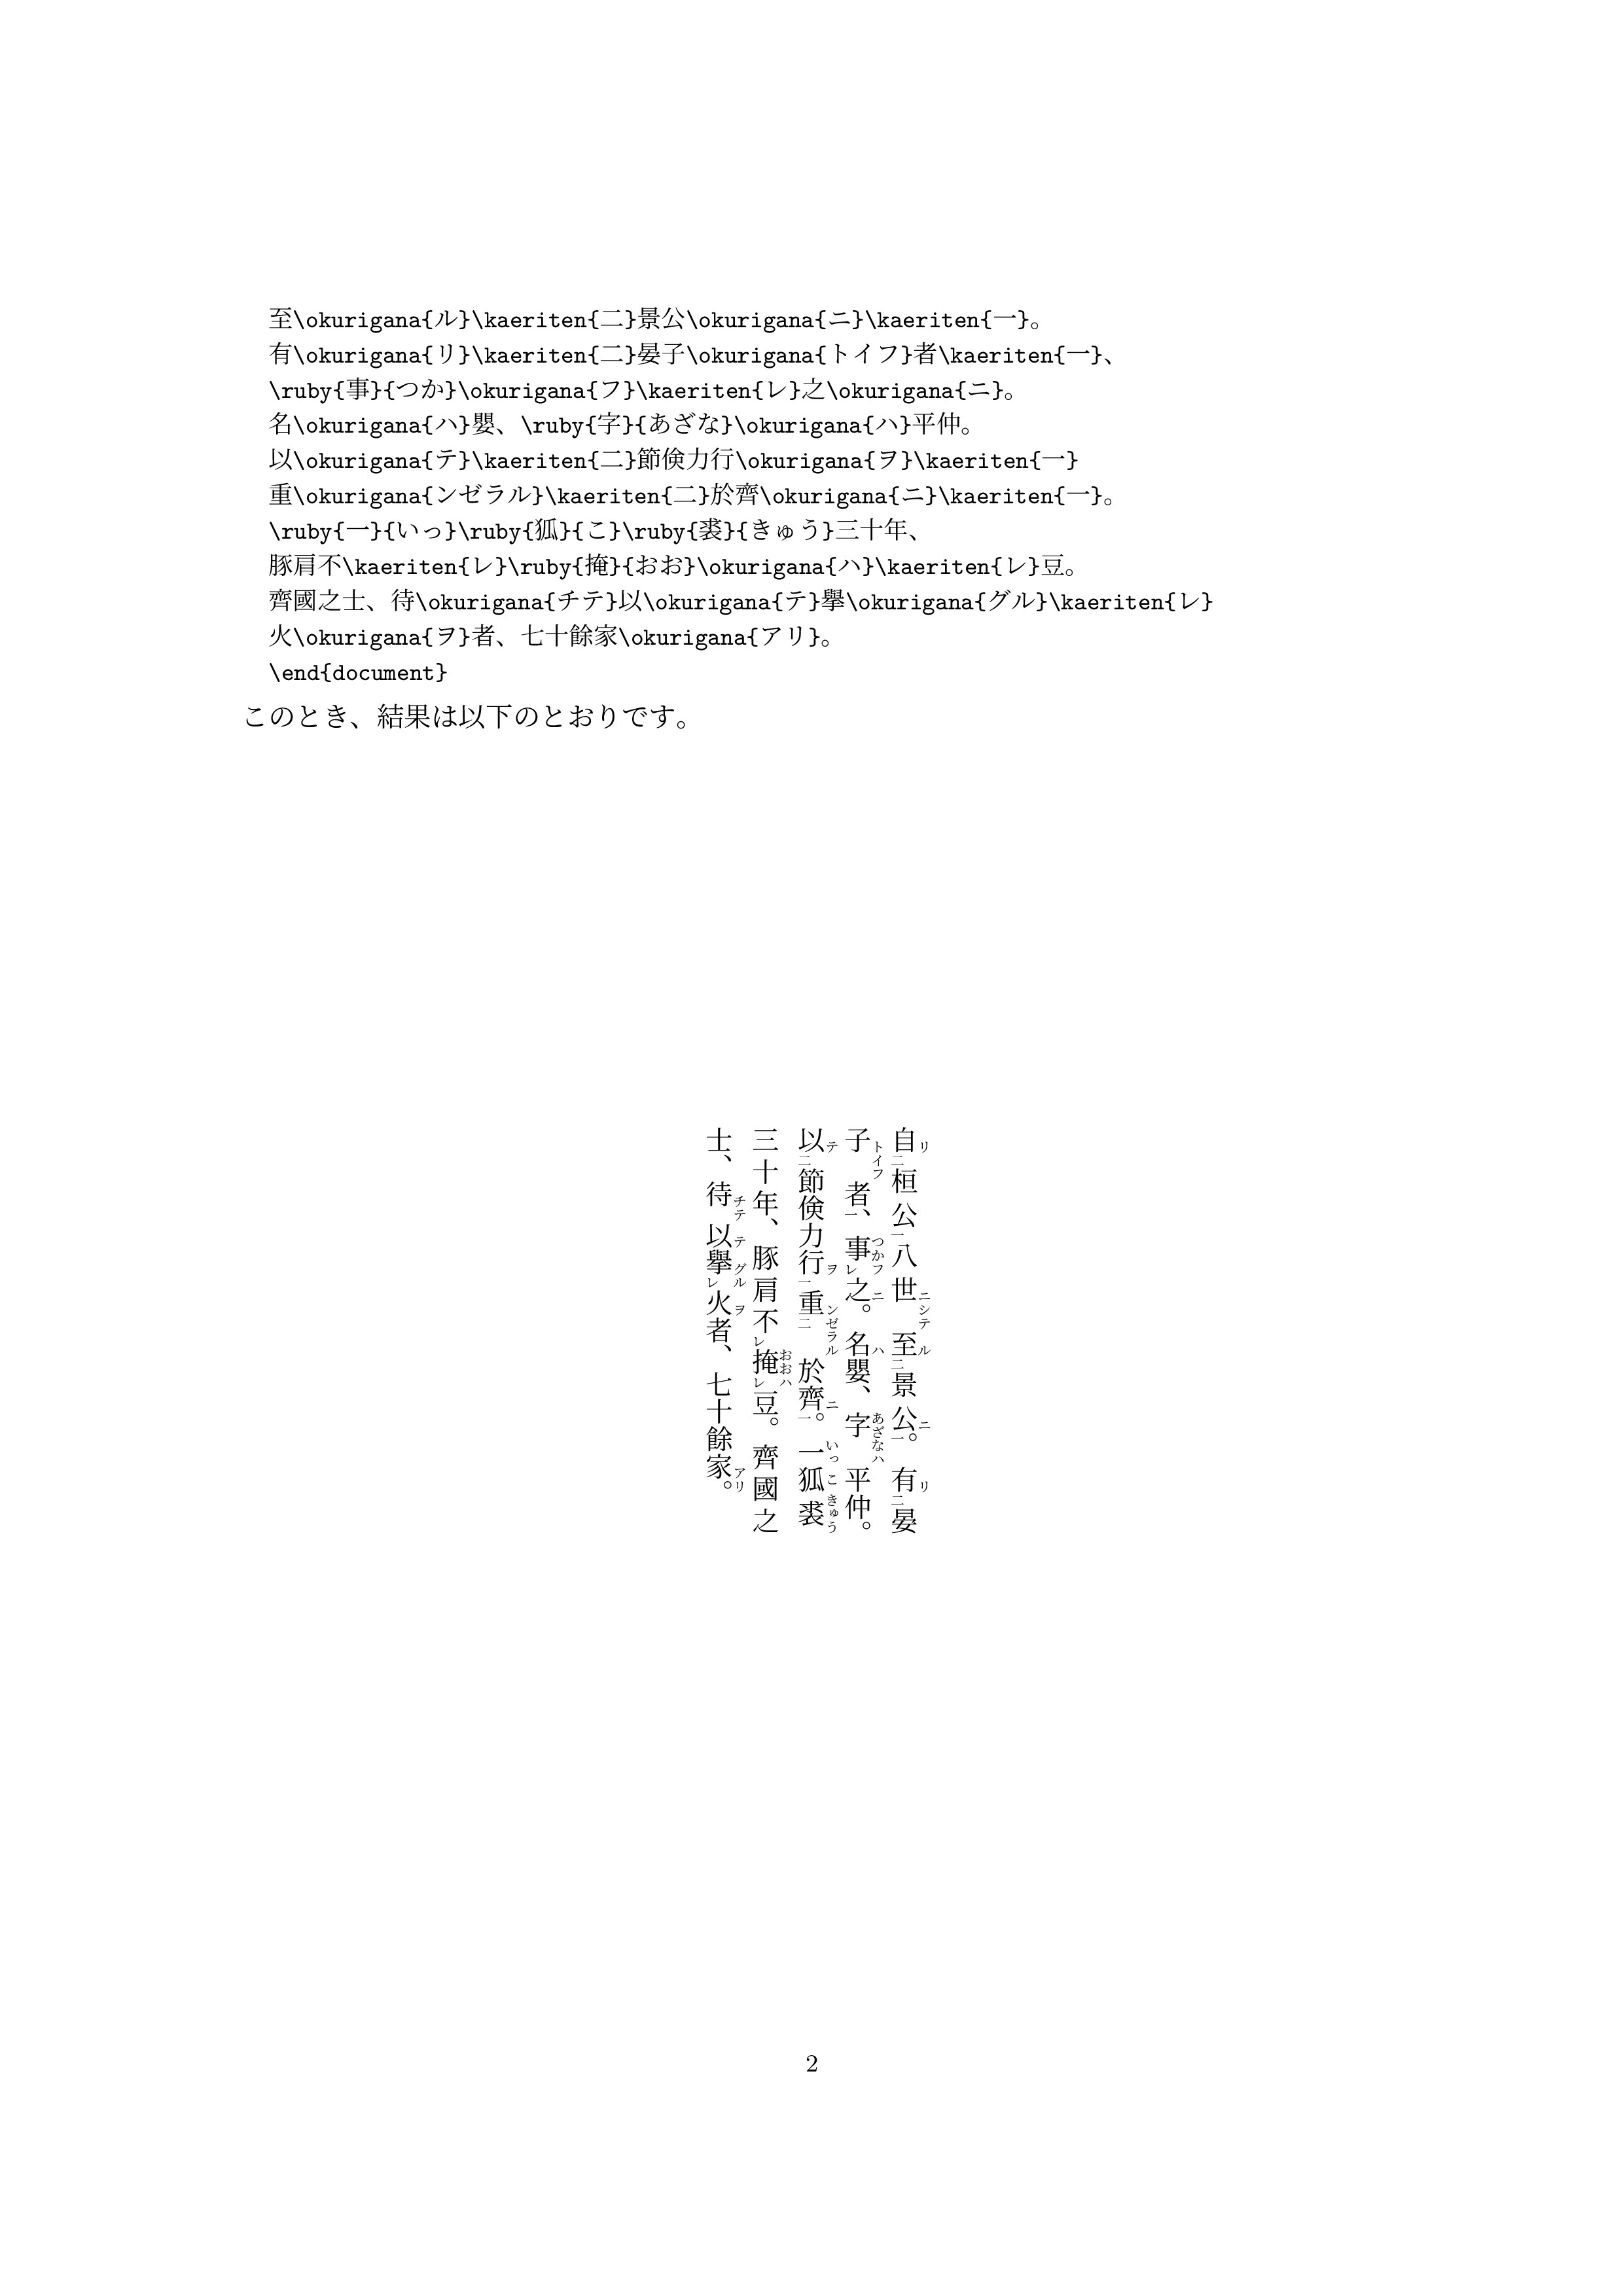 至\okurigana{ル}\kaeriten{二}景公\okurigana{ニ}\kaeriten{一}。
有\okurigana{リ}\kaeriten{二}晏子\okurigana{トイフ}者\kaeriten{一}、
\ruby{事}{つか}\okurigana{フ}\kaeriten{レ}之\okurigana{ニ}。
名\okurigana{ハ}嬰、\ruby{字}{あざな}\okurigana{ハ}平仲。
以\okurigana{テ}\kaeriten{二}節倹力行\okurigana{ヲ}\kaeriten{一}
重\okurigana{ンゼラル}\kaeriten{二}於齊\okurigana{ニ}\kaeriten{一}。
\ruby{一}{いっ}\ruby{狐}{こ}\ruby{裘}{きゅう}三十年、
豚肩不\kaeriten{レ}\ruby{掩}{おお}\okurigana{ハ}\kaeriten{レ}豆。
齊國之士、待\okurigana{チテ}以\okurigana{テ}擧\okurigana{グル}\kaeriten{レ}
火\okurigana{ヲ}者、七十餘家\okurigana{アリ}。
\end{document}
このとき、結果は以下のとおりです。
自リ二桓公一八世ニシテ至ル二景公ニ一。有リ二晏
子トイフ者一、事つかフレ之ニ。名ハ嬰、字あざなハ平仲。
以テ二節倹力行ヲ一重ンゼラル二於齊ニ一。一いっ狐こ裘きゅう
三十年、豚肩不レ掩おおハレ豆。齊國之
士、待チテ以テ擧グルレ火ヲ者、七十餘家アリ。
2